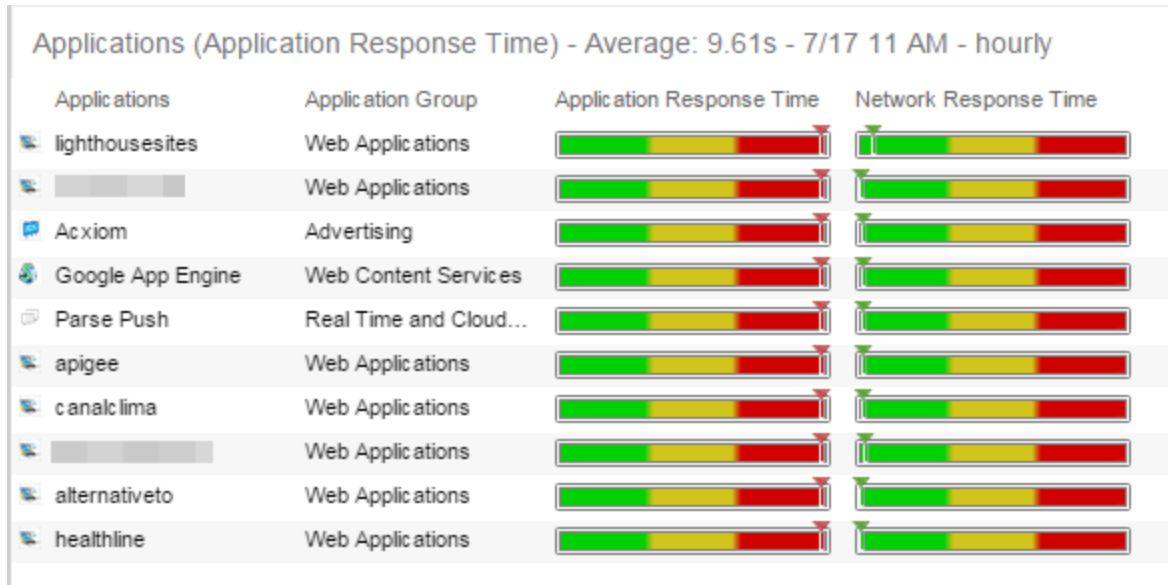 Applications (Application Response Time) - Average: 9.61s - 7/17 11 AM - hourly
Applications Application Group Application Response Time Network Response Time
lighthousesites Web Applications
Web Applications
Acxiom Advertising
Google App Engine Web Content Services
Parse Push Real Time and Cloud...
apigee Web Applications
canalclima Web Applications
Web Applications
alternativeto Web Applications
healthline Web Applications